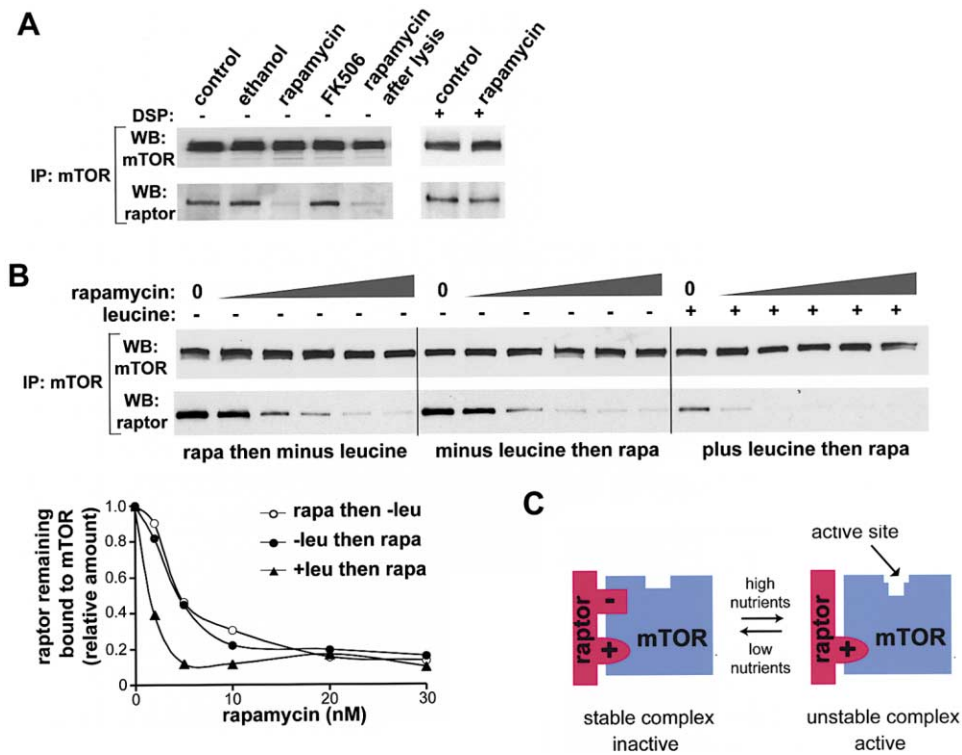 A
control
ethanol
rapamycin
FK506
rapamycin
after lysis
control
rapamycin
DSP: - - - - - + +
IP: mTOR
WB:
mTOR
WB:
raptor
B
rapamycin: 0 0 0
leucine: - - - - - - - - - - - - + + + + + +
IP: mTOR
WB:
mTOR
WB:
raptor
rapa then minus leucine minus leucine then rapa plus leucine then rapa
raptor remaining
bound to mTOR
(relative amount)
1.0
0.8
0.6
0.4
0.2
0
0 10 20 30
rapamycin (nM)
rapa then -leu
-leu then rapa
+leu then rapa
C
active site
raptor
-
+
mTOR
high
nutrients
low
nutrients
raptor
+
mTOR
stable complex
inactive
unstable complex
active